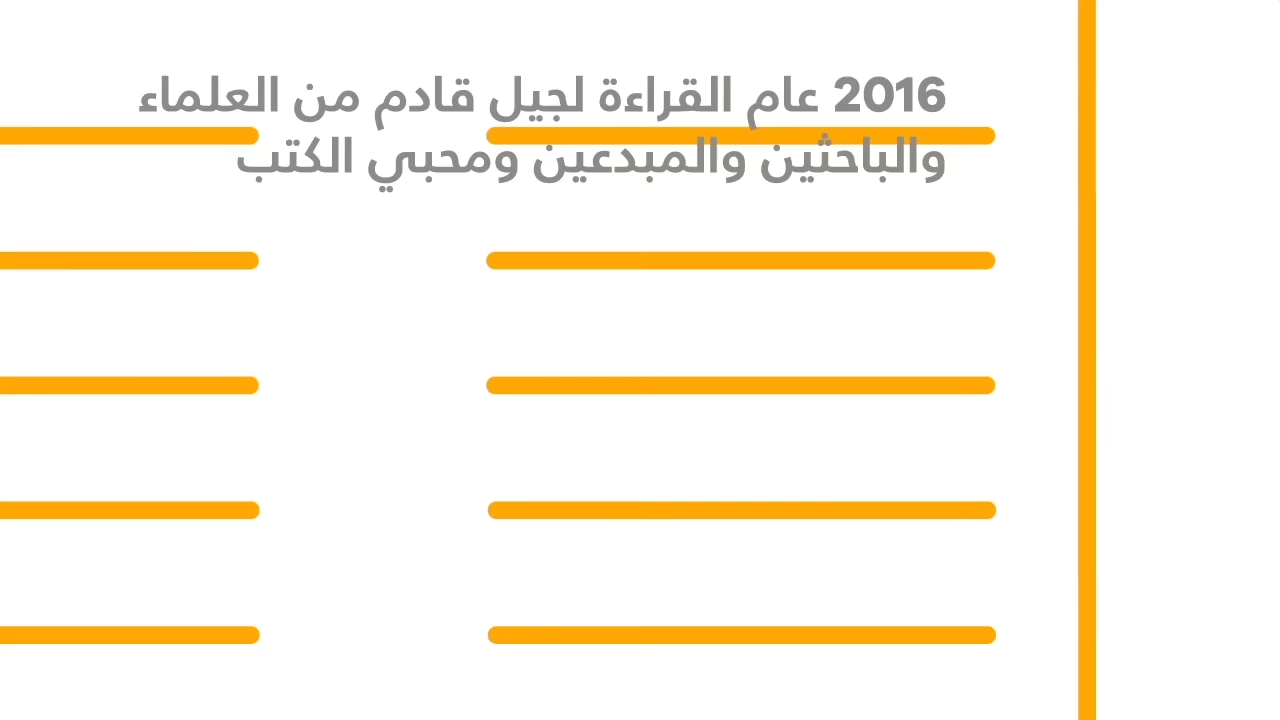 2016 عام القراءة لجيل قادم من العلماء
والباحثين والمبدعين ومحبي الكتب